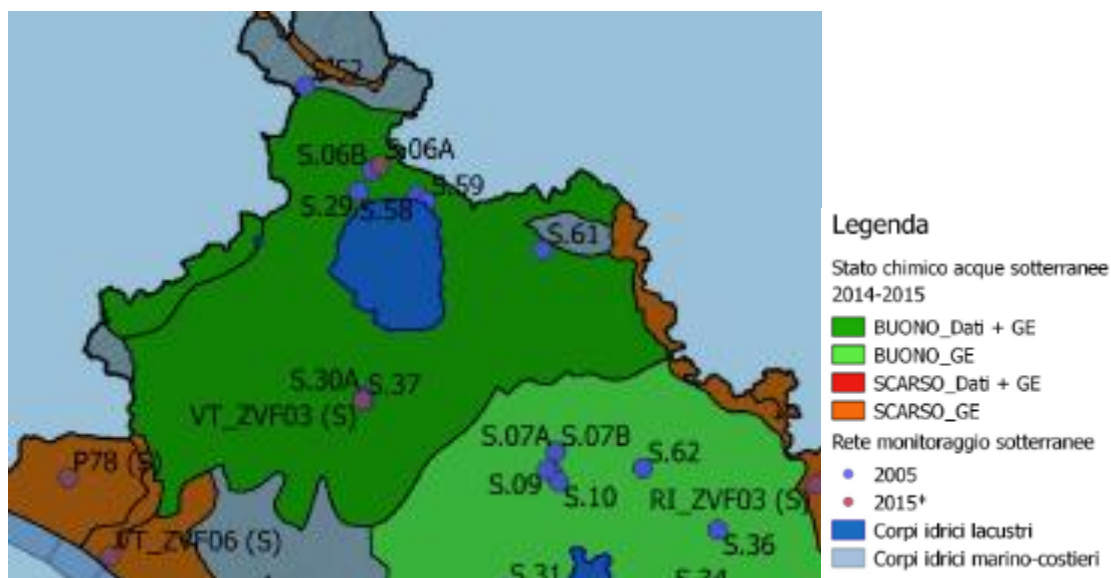 S.06B S.06A
S.29 S.58 S.59
S.61
S.30A S.37
VT_ZVF03 (S)
S.07A S.07B
S.62
P78 (S)
S.09 S.10
RI_ZVF03 (S)
VT_ZVF06 (S)
S.36
S.31
S.34
Legenda
Stato chimico acque sotterranee
2014-2015
BUONO_Dati + GE
BUONO_GE
SCARSO_Dati + GE
SCARSO_GE
Rete monitoraggio sotterranee
2005
2015+
Corpi idrici lacustri
Corpi idrici marino-costieri